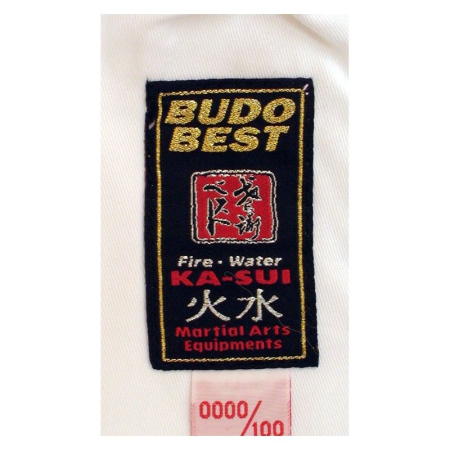 BUDO
BEST
Fire · Water
KA-SUI
火水
Martial Arts
Equipments
0000/100